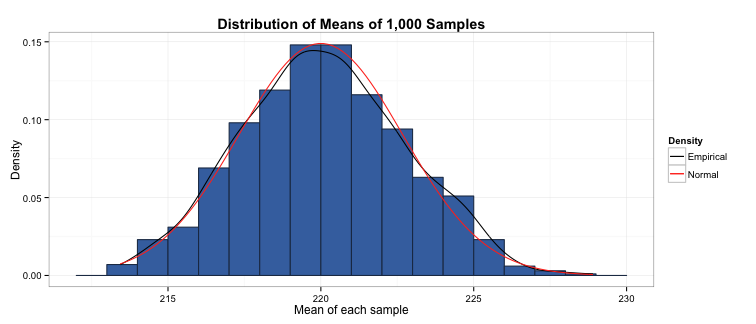 Distribution of Means of 1,000 Samples
0.15
0.10
0.05
0.00
Density
215
220
225
230
Mean of each sample
Density
Empirical
Normal